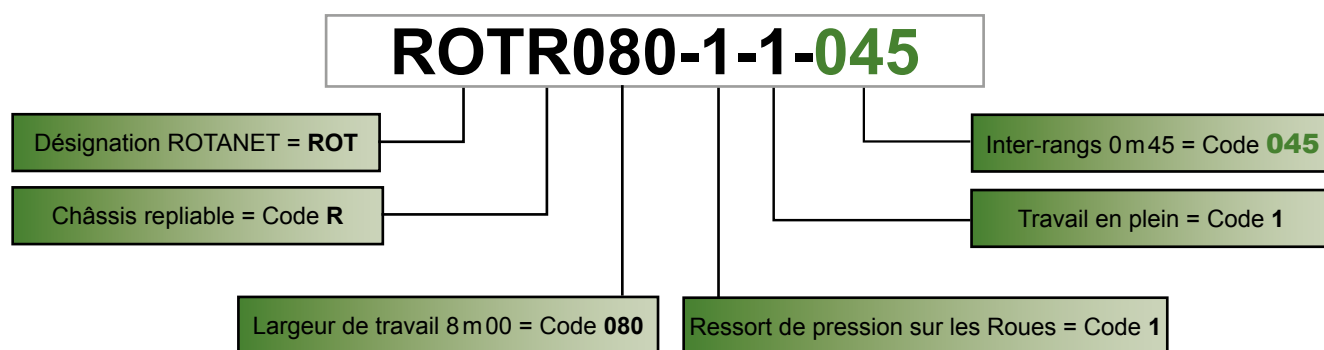 ROTR080-1-1-045
Désignation ROTANET = ROT
Inter-rangs 0 m 45 = Code 045
Châssis repliable = Code R
Travail en plein = Code 1
Largeur de travail 8 m 00 = Code 080
Ressort de pression sur les Roues = Code 1